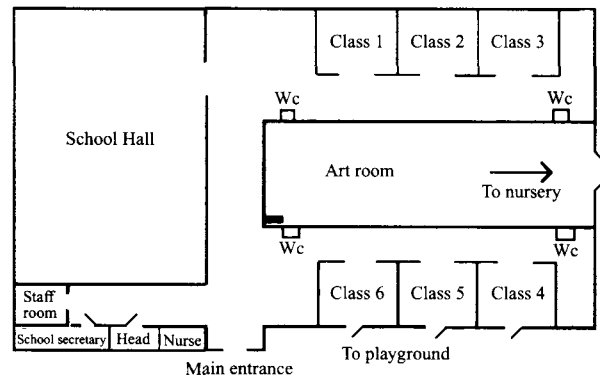 Class 1
Class 2
Class 3
Wc
Wc
School Hall
Art room
To nursery
Wc
Wc
Staff
room
Class 6
Class 5
Class 4
School secretary
Head
Nurse
To playground
Main entrance